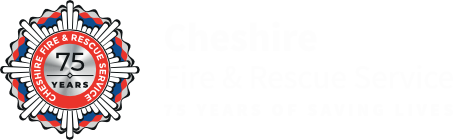 CHESHIRE FIRE & RESCUE SERVICE
75
YEARS
Cheshire
Fire & Rescue Service
75 YEARS OF SAVING LIVES